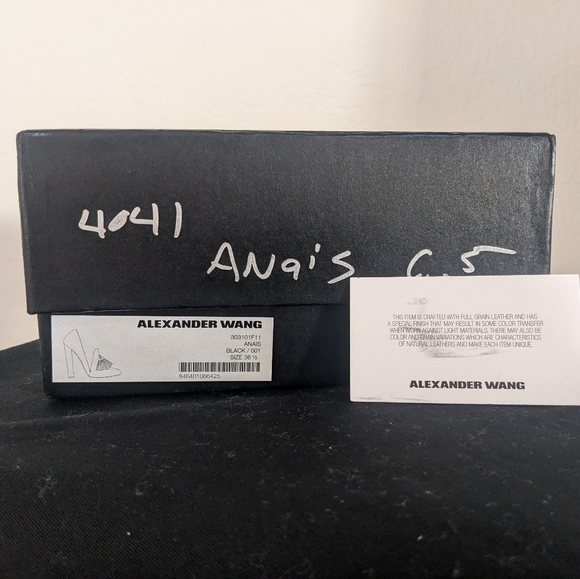 4041
ANAiS 6.5
ALEXANDER WANG
303101F11
ANAIS
BLACK / 001
SIZE 36 ½
846401066425
THIS ITEM IS CRAFTED WITH FULL GRAIN LEATHER AND HAS
A SPECIAL FINISH THAT MAY RESULT IN SOME COLOR TRANSFER
WHEN WORN AGAINST LIGHT MATERIALS. THERE MAY ALSO BE
COLOR AND GRAIN VARIATIONS WHICH ARE CHARACTERISTICS
OF NATURAL LEATHERS AND MAKE EACH ITEM UNIQUE.
ALEXANDER WANG